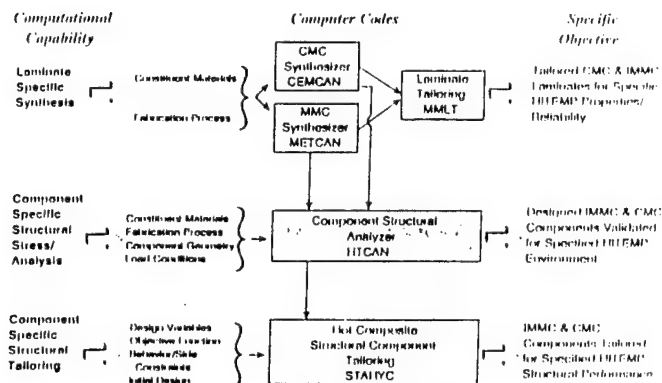 Computational
Capability
Computer Codes
Specific
Objective
Laminate
Specific
Synthesis
Constituent Materials
Fabrication Process
CMC
Synthesizer
CEMCAN
MMC
Synthesizer
METCAN
Laminate
Tailoring
MMLT
Tailored CMC & IMMC
Laminates for Specific
HITEMP Properties/
Reliability
Component
Specific
Structural
Stress/
Analysis
Constituent Materials
Fabrication Process
Component Geometry
Load Conditions
Component Structural
Analyzer
HTCAN
Designed IMMC & CMC
Components Validated
for Specified HITEMP
Environment
Component
Specific
Structural
Tailoring
Design Variables
Objective Function
Behavior/Side
Constraints
Initial Design
Hot Composite
Structural Component
Tailoring
STAHYC
IMMC & CMC
Components Tailored
for Specified HITEMP
Structural Performance